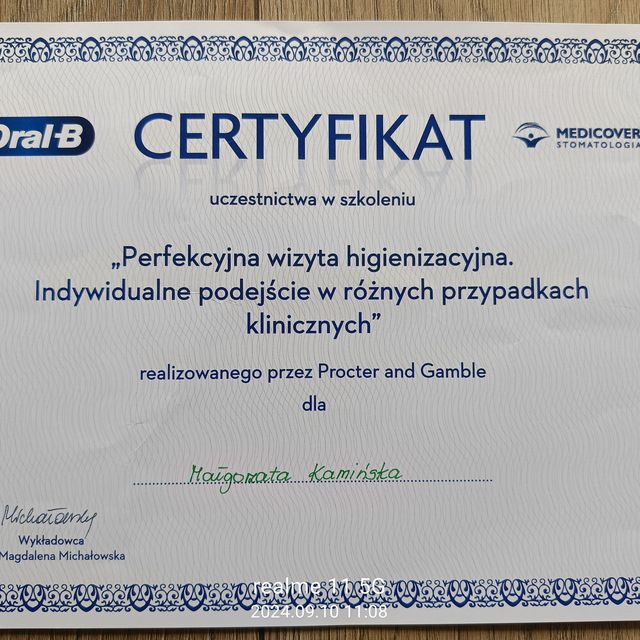 Oral-B
CERTYFIKAT
MEDICOVER
STOMATOLOGIA
uczestnictwa w szkoleniu
„Perfekcyjna wizyta higienizacyjna.
Indywidualne podejście w różnych przypadkach
klinicznych”
realizowanego przez Procter and Gamble
dla
Małgorzata Kamińska
Michałowska
Wykładowca
Magdalena Michałowska
realme 11 5G
2024.09.10 11:08